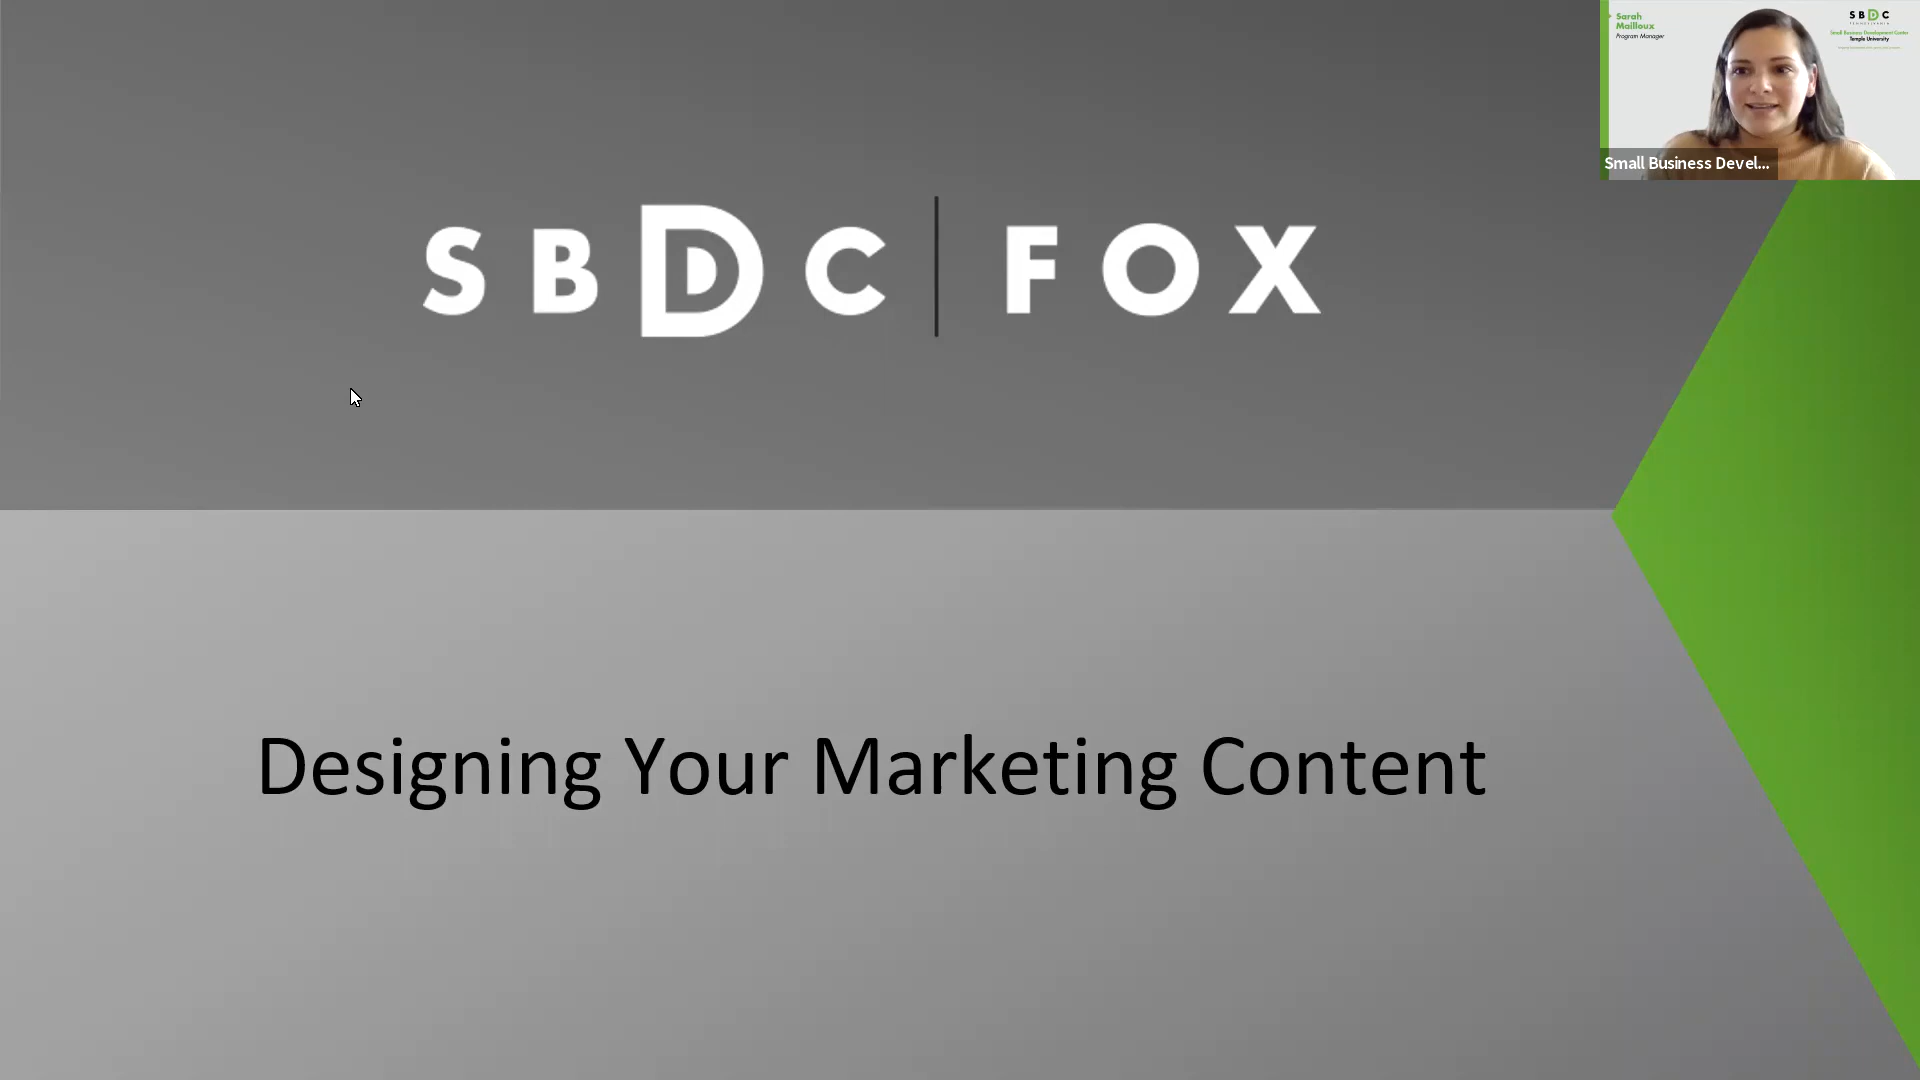 SBDC | FOX
Designing Your Marketing Content
Sarah
Mailloux
Program Manager
SBDC
PENNSYLVANIA
Small Business Development Center
Temple University
Small Business Devel...